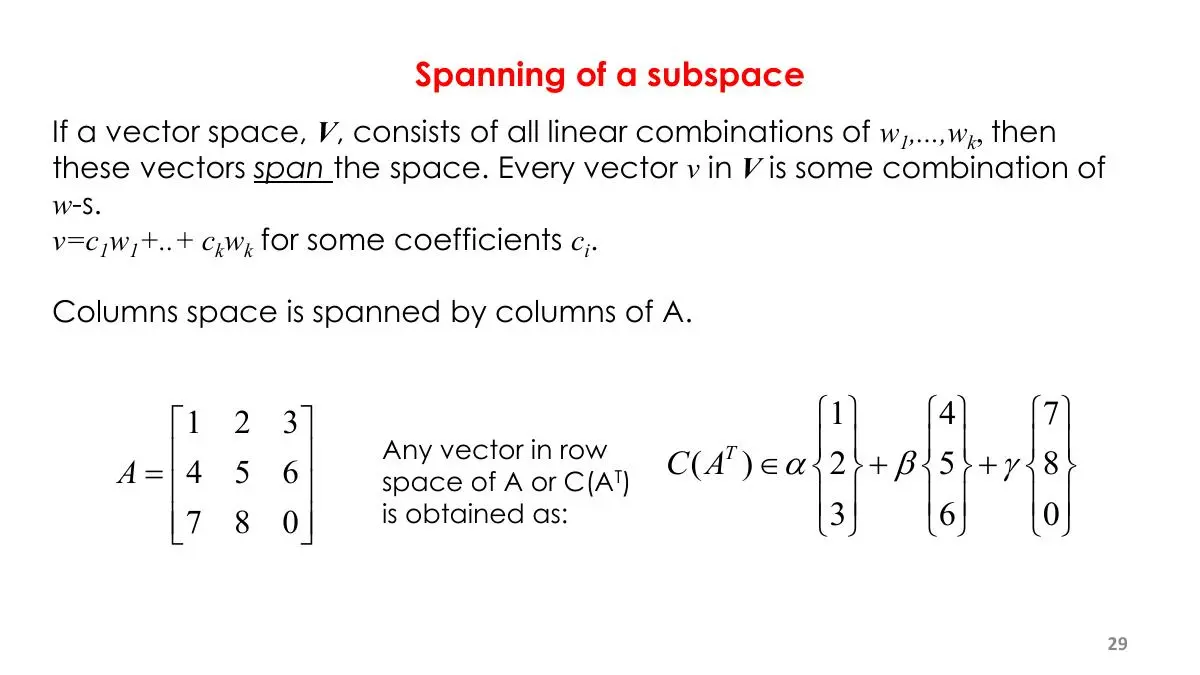 Spanning of a subspace
If a vector space, V, consists of all linear combinations of w1,...,wk, then
these vectors span the space. Every vector v in V is some combination of
w-s.
v=c1w1+..+ ckwk for some coefficients ci.
Columns space is spanned by columns of A.
A = [1 2 3
4 5 6
7 8 0]
Any vector in row
space of A or C(A^T)
is obtained as:
C(A^T) ∈ α {1 2 3} + β {4 5 6} + γ {7 8 0}
29